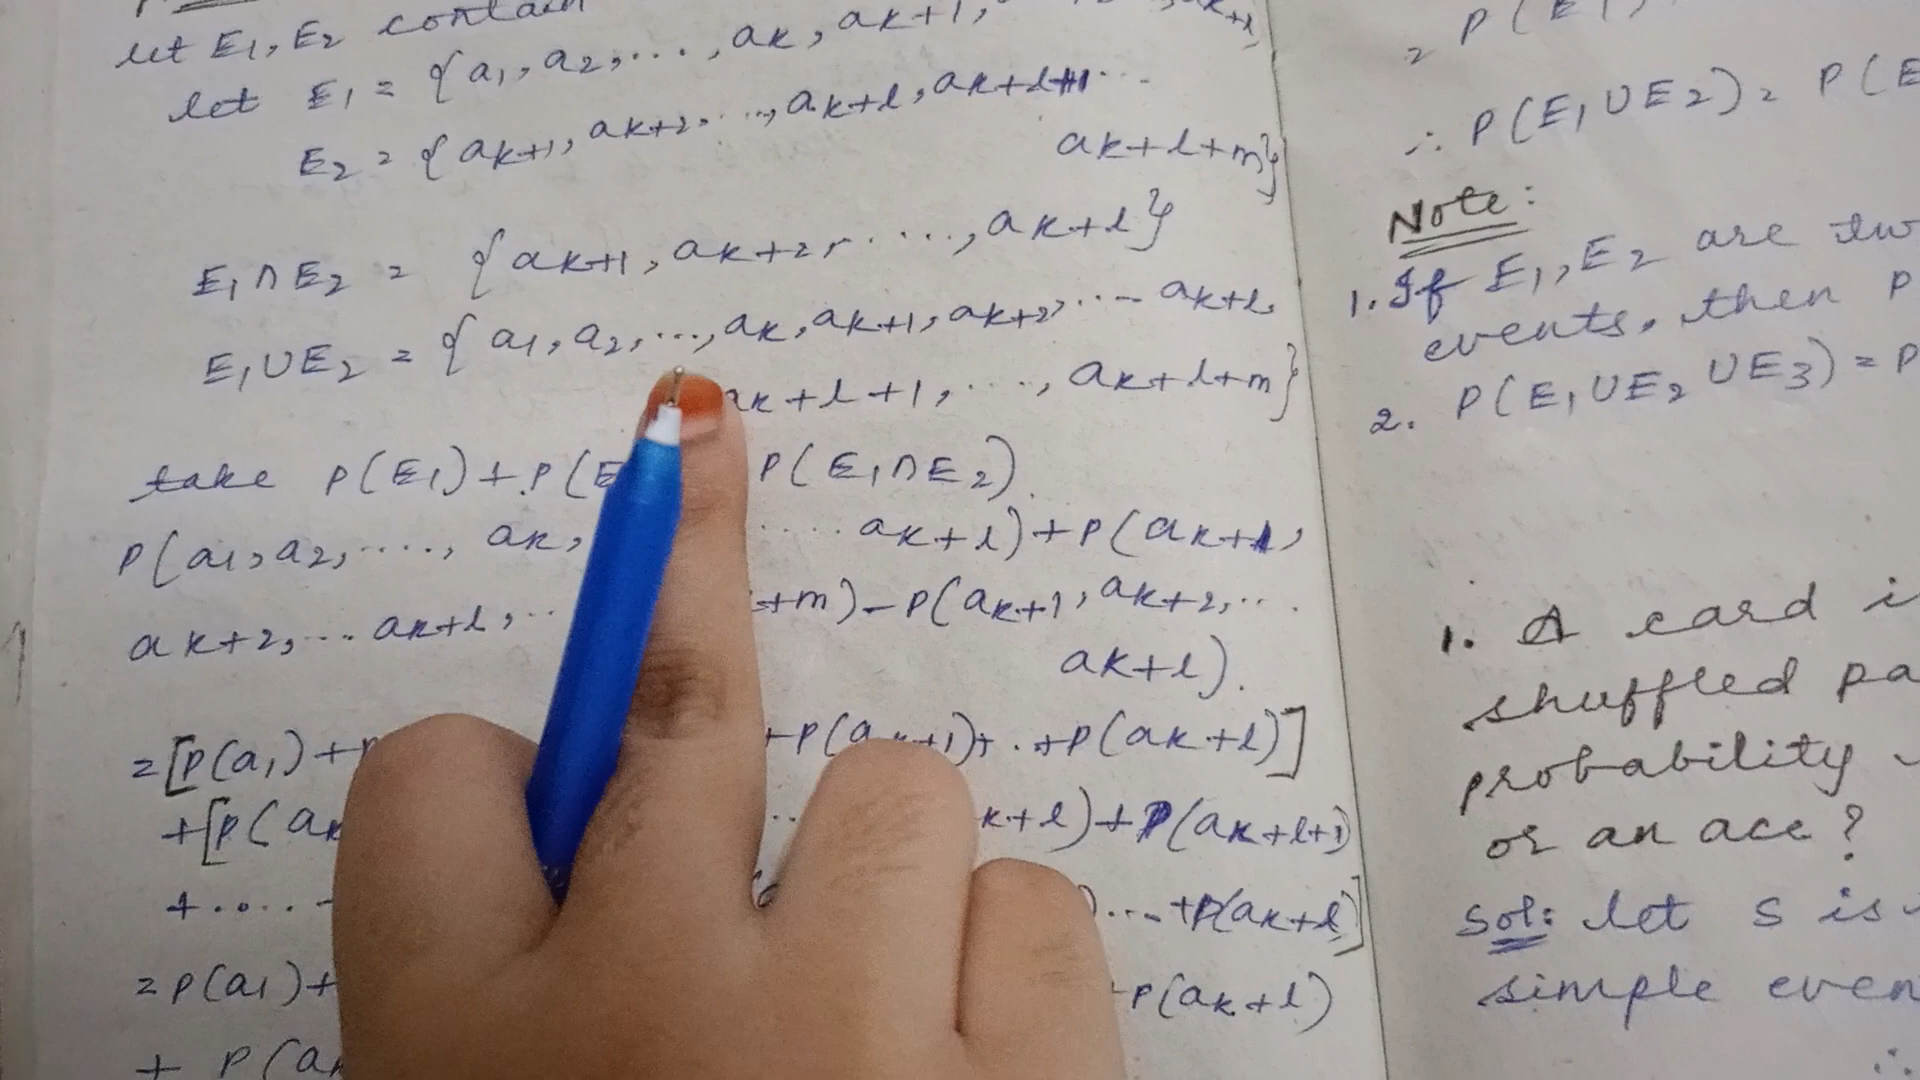 let E1, E2 contain
let E1 = {a1, a2, ..., ak, ak+1,
E2 = {ak+1, ak+2, ..., ak+l, ak+l+1 ...
ak+l+m}
E1∩E2 = {ak+1, ak+2, ....., ak+l}
E1∪E2 = {a1, a2, ..., ak, ak+1, ak+2, ... ak+l,
ak+l+1, ...., ak+l+m}
take P(E1) + P(E P(E1∩E2).
P(a1, a2, ...., ak, .... ak+l) + P(ak+1,
ak+2, ... ak+l, .. +m) - P(ak+1, ak+2, ...
ak+l).
=[P(a1)+P +P(a +1)+ . +P(ak+l)]
+[P(ak ... k+l)+P(ak+l+1)
+ .... ) ... +P(ak+l)]
=P(a1)+ +P(ak+l)
+ P(ak
= P(E1
∴ P(E1∪E2) = P(E
Note:
1. If E1, E2 are
events, then P
2. P(E1∪E2∪E3) = P
1. A card i
shuffled pa
probability
or an ace?
Sol: let S is
simple even
∴